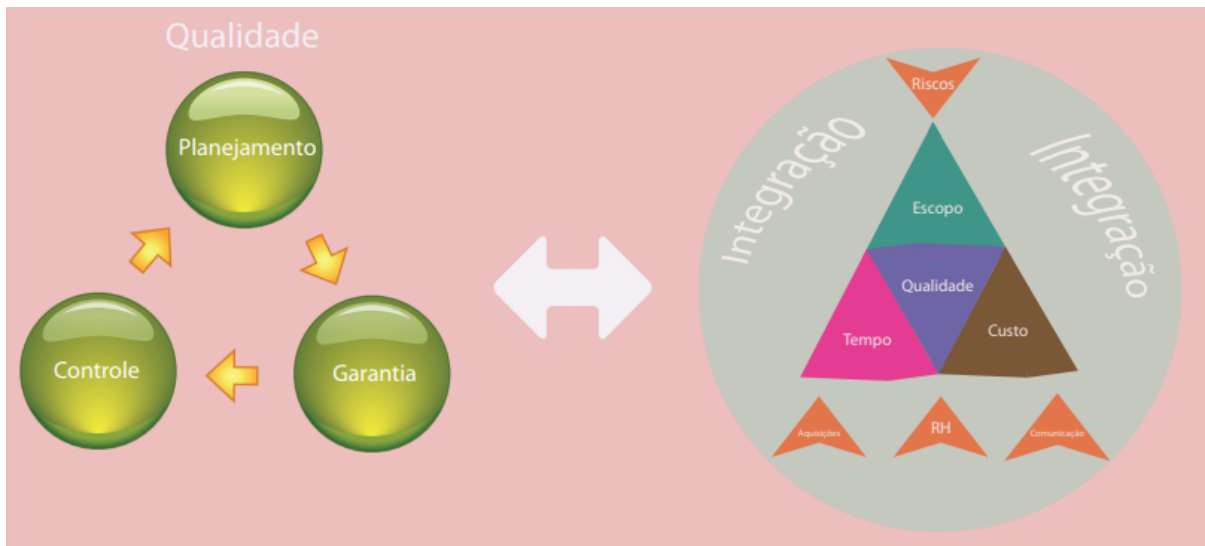 Qualidade
Planejamento
Controle
Garantia
Riscos
Integração
Integração
Escopo
Qualidade
Tempo
Custo
Aquisições
RH
Comunicação